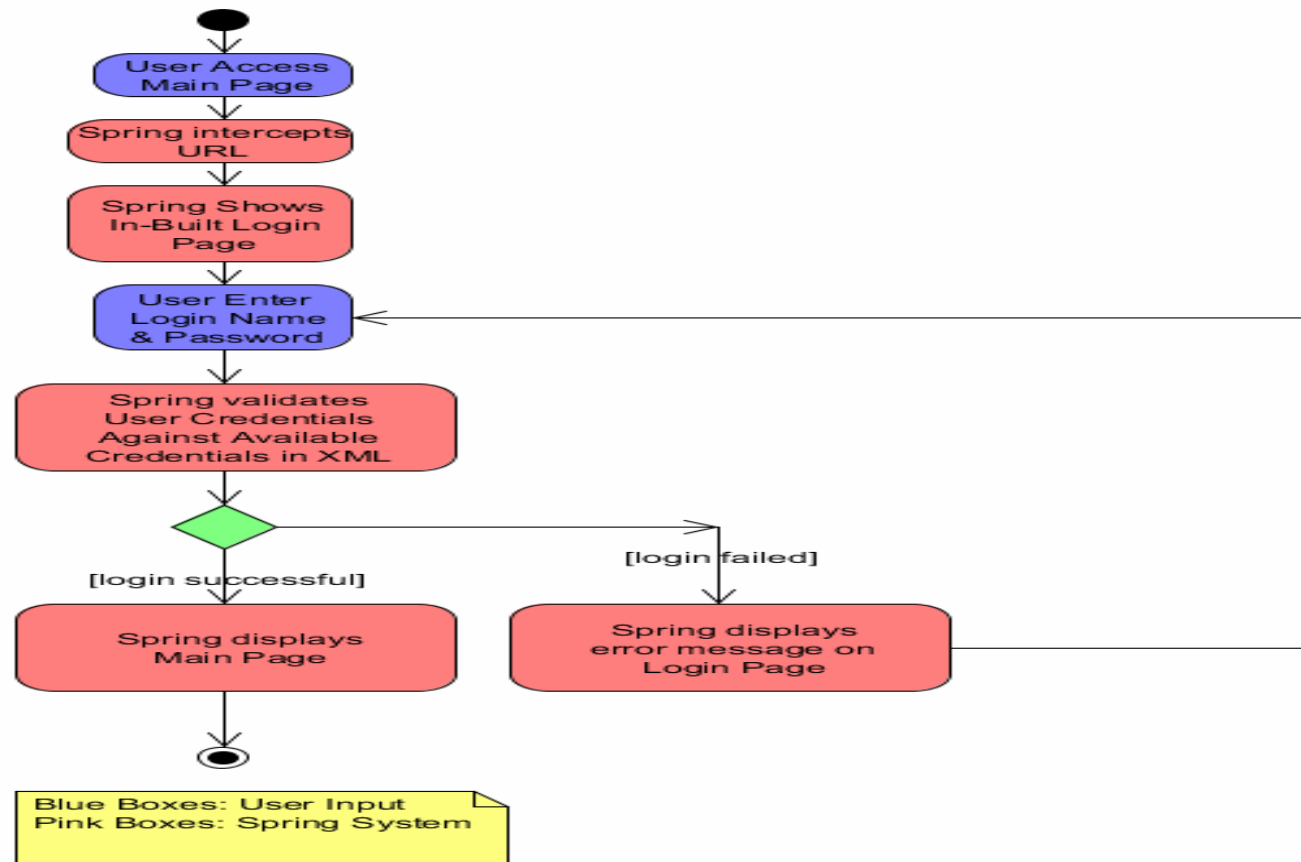 User Access
Main Page
Spring intercepts
URL
Spring Shows
In-Built Login
Page
User Enter
Login Name
& Password
Spring validates
User Credentials
Against Available
Credentials in XML
[login successful]
[login failed]
Spring displays
Main Page
Spring displays
error message on
Login Page
Blue Boxes: User Input
Pink Boxes: Spring System